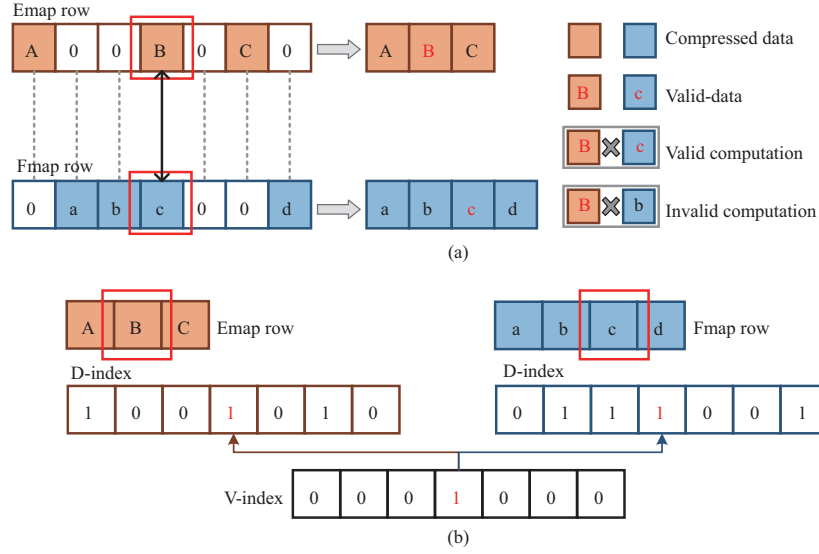 Emap row
A 0 0 B 0 C 0
A B C
Compressed data
B c Valid-data
B c Valid computation
Fmap row
0 a b c 0 0 d
a b c d
B b Invalid computation
(a)
A B C Emap row
a b c d Fmap row
D-index
1 0 0 1 0 1 0
D-index
0 1 1 1 0 0 1
V-index 0 0 0 1 0 0 0
(b)